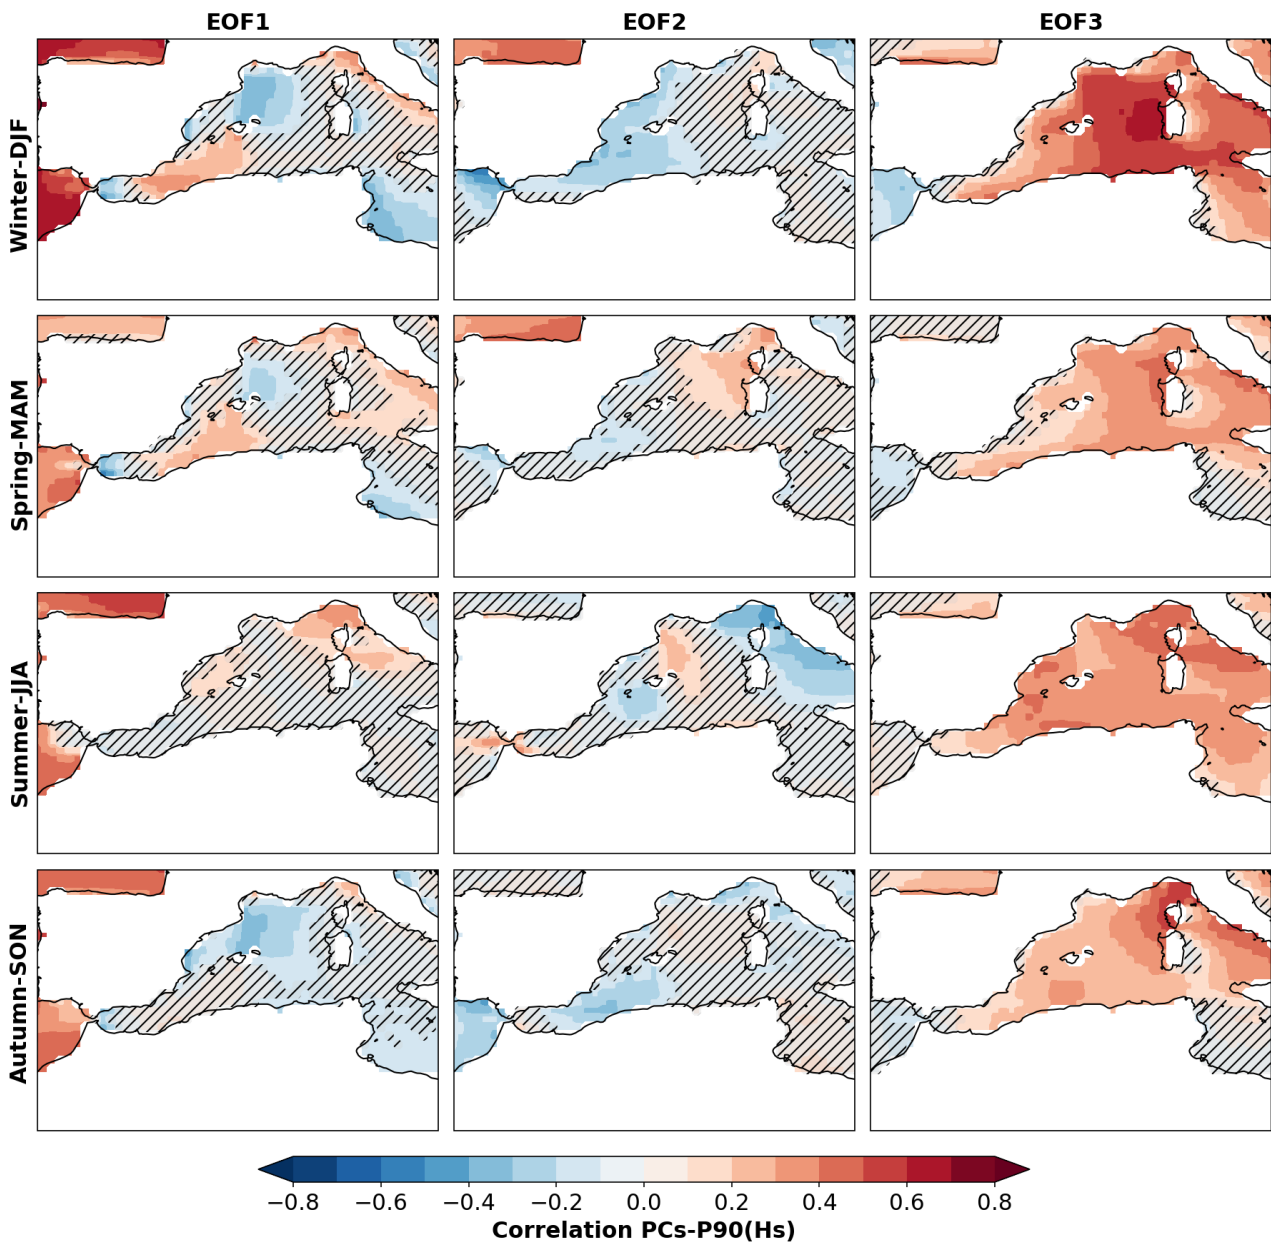 EOF1 EOF2 EOF3
Winter-DJF
Spring-MAM
Summer-JJA
Autumn-SON
−0.8 −0.6 −0.4 −0.2 0.0 0.2 0.4 0.6 0.8
Correlation PCs-P90(Hs)